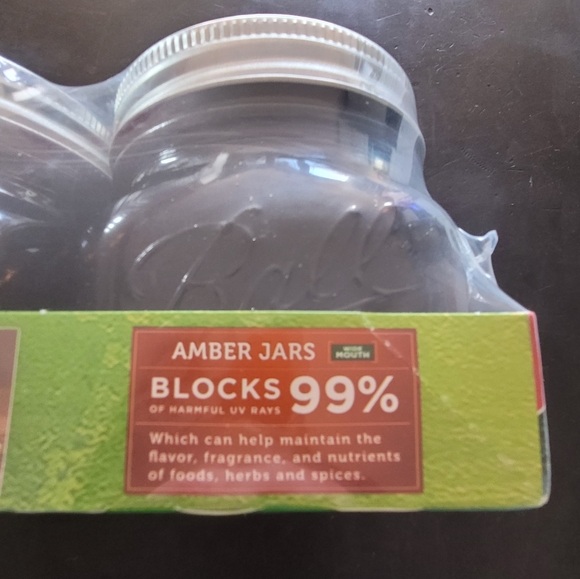 Ball
AMBER JARS WIDE MOUTH
BLOCKS 99%
OF HARMFUL UV RAYS
Which can help maintain the
flavor, fragrance, and nutrients
of foods, herbs and spices.